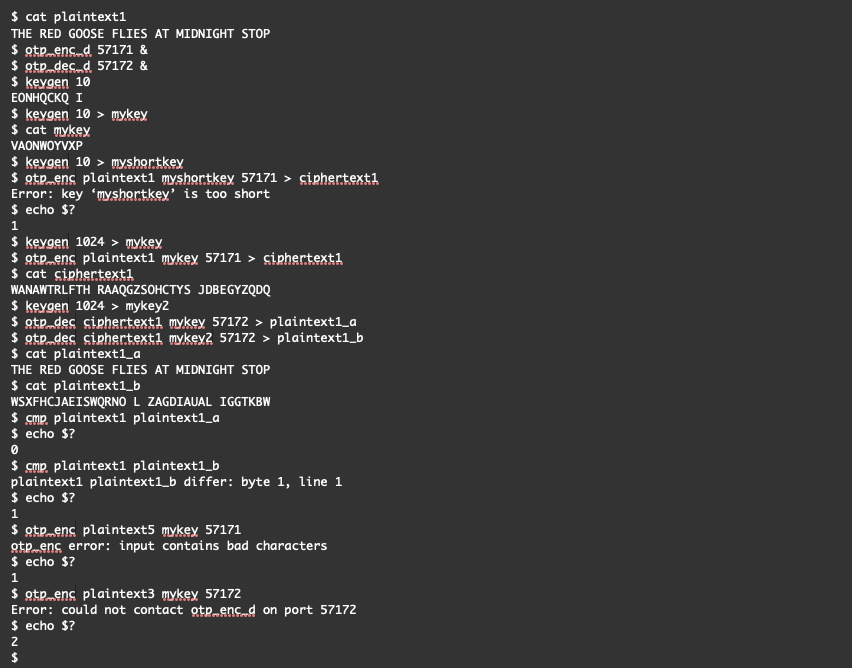 $ cat plaintext1
THE RED GOOSE FLIES AT MIDNIGHT STOP
$ otp_enc_d 57171 &
$ otp_dec_d 57172 &
$ keygen 10
EONHQCKQ I
$ keygen 10 > mykey
$ cat mykey
VAONWOYVXP
$ keygen 10 > myshortkey
$ otp_enc plaintext1 myshortkey 57171 > ciphertext1
Error: key ‘myshortkey’ is too short
$ echo $?
1
$ keygen 1024 > mykey
$ otp_enc plaintext1 mykey 57171 > ciphertext1
$ cat ciphertext1
WANAWTRLFTH RAAQGZSOHCTYS JDBEGYZQDQ
$ keygen 1024 > mykey2
$ otp_dec ciphertext1 mykey 57172 > plaintext1_a
$ otp_dec ciphertext1 mykey2 57172 > plaintext1_b
$ cat plaintext1_a
THE RED GOOSE FLIES AT MIDNIGHT STOP
$ cat plaintext1_b
WSXFHCJAEISWQRNO L ZAGDIAUAL IGGTKBW
$ cmp plaintext1 plaintext1_a
$ echo $?
0
$ cmp plaintext1 plaintext1_b
plaintext1 plaintext1_b differ: byte 1, line 1
$ echo $?
1
$ otp_enc plaintext5 mykey 57171
otp_enc error: input contains bad characters
$ echo $?
1
$ otp_enc plaintext3 mykey 57172
Error: could not contact otp_enc_d on port 57172
$ echo $?
2
$